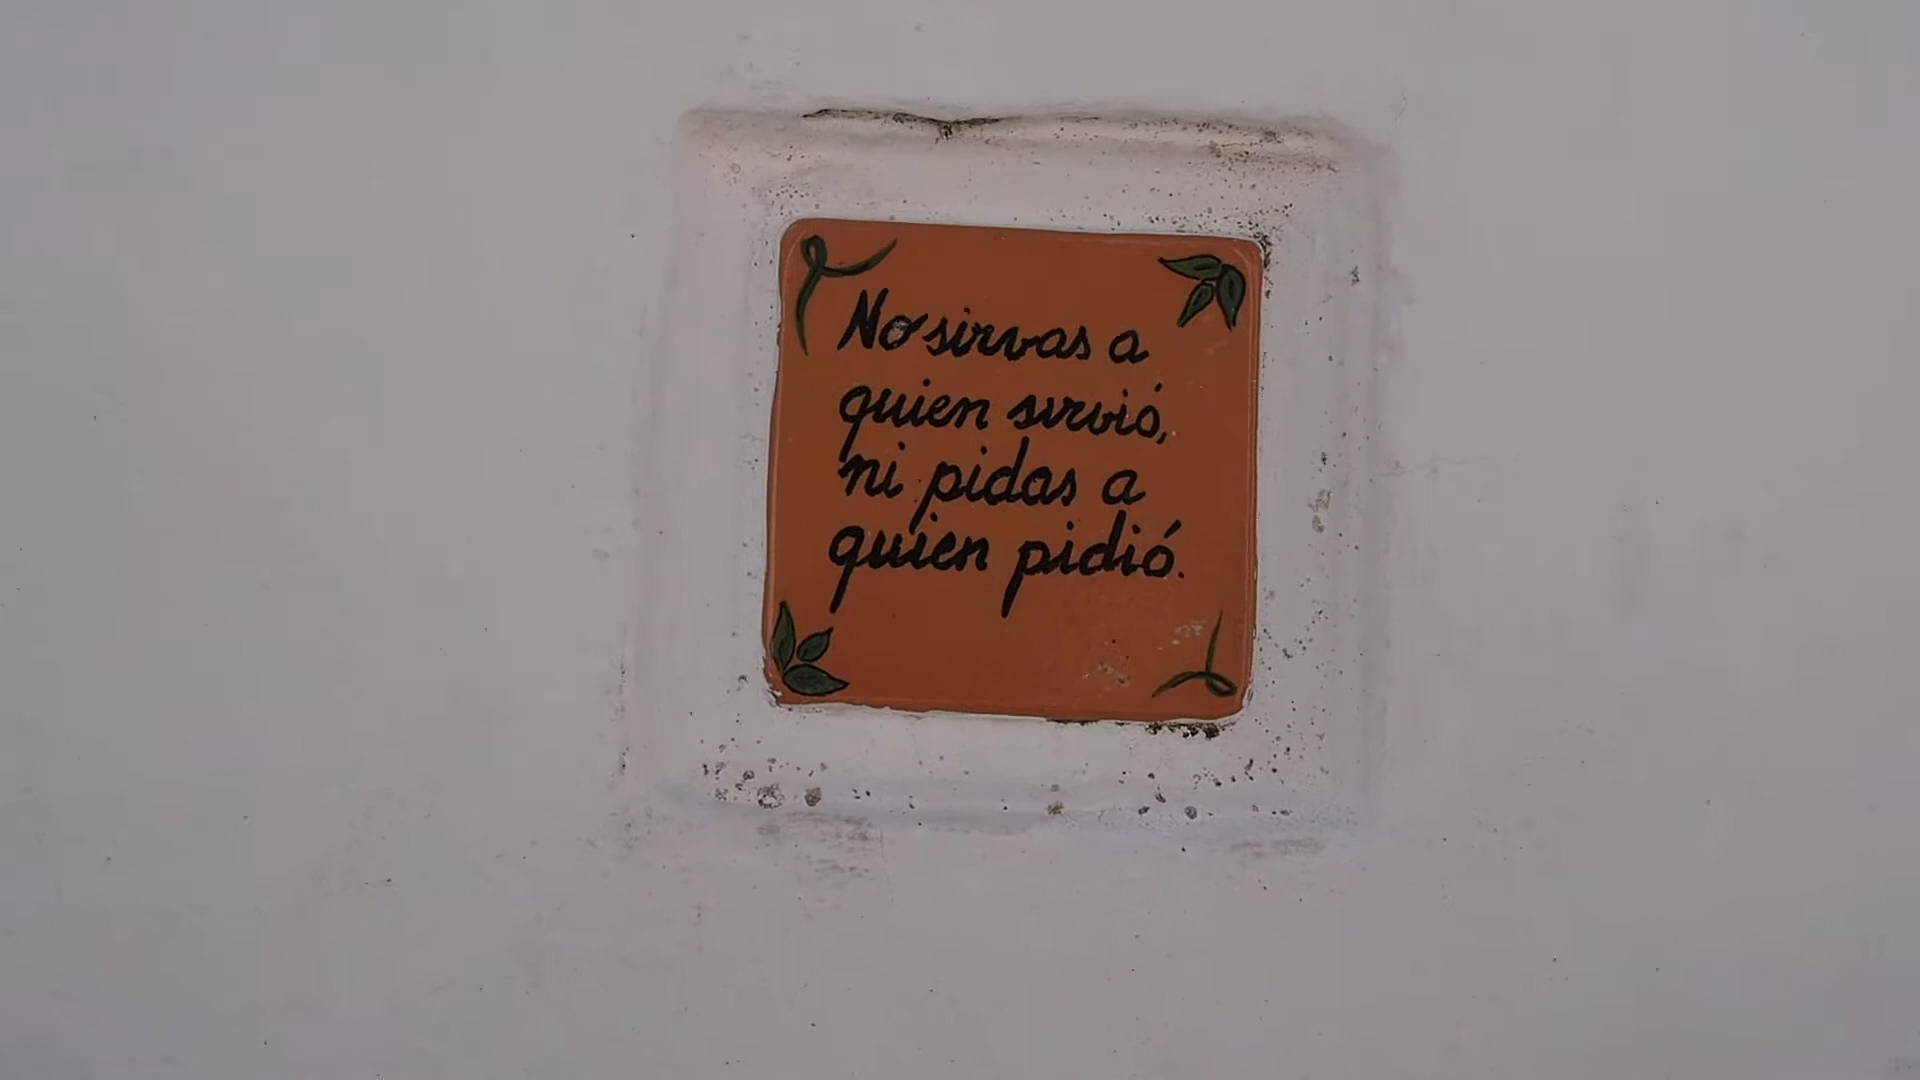 No sirvas a
quien sirvió,
ni pidas a
quien pidió.